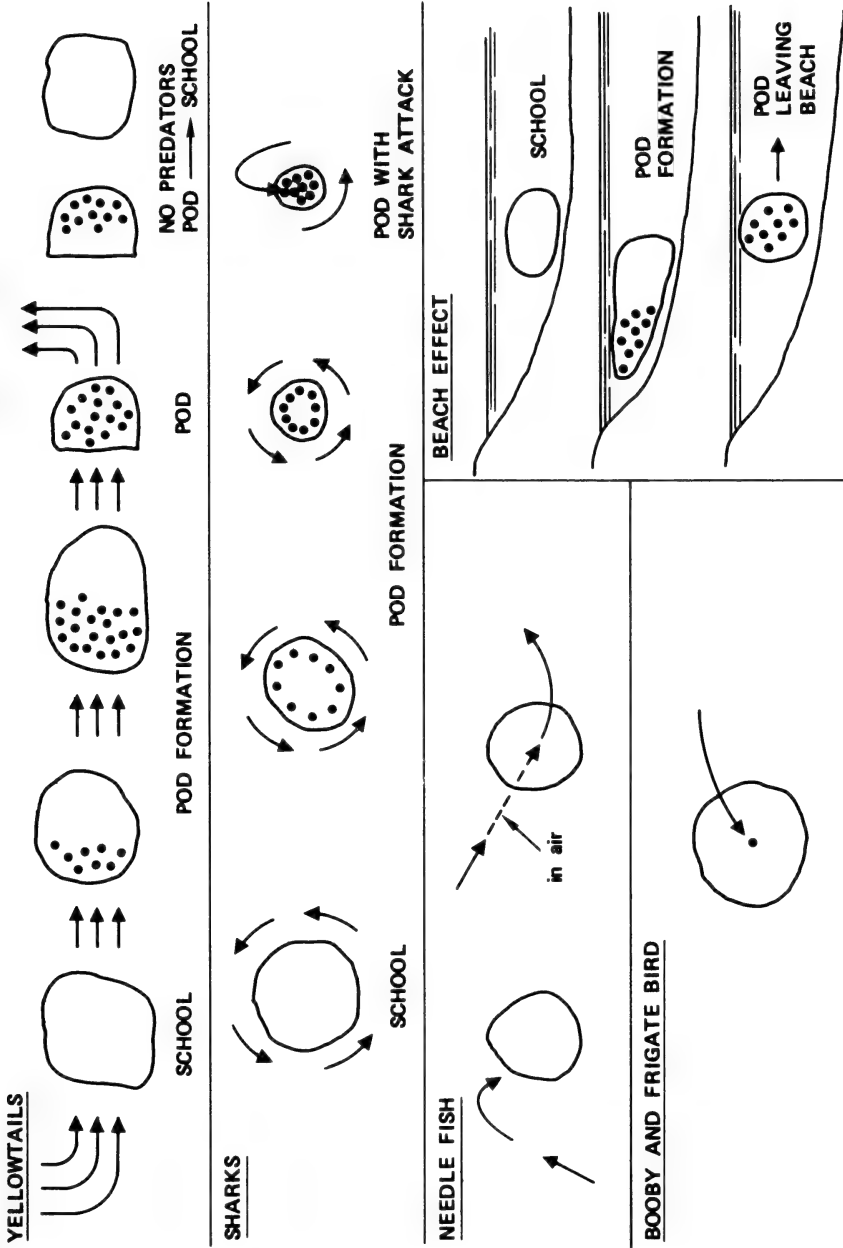 YELLOWTAILS
SCHOOL
POD FORMATION
POD
NO PREDATORS
POD → SCHOOL
SHARKS
SCHOOL
POD FORMATION
POD WITH
SHARK ATTACK
NEEDLE FISH
in air
BOOBY AND FRIGATE BIRD
BEACH EFFECT
SCHOOL
POD
FORMATION
POD
LEAVING
BEACH